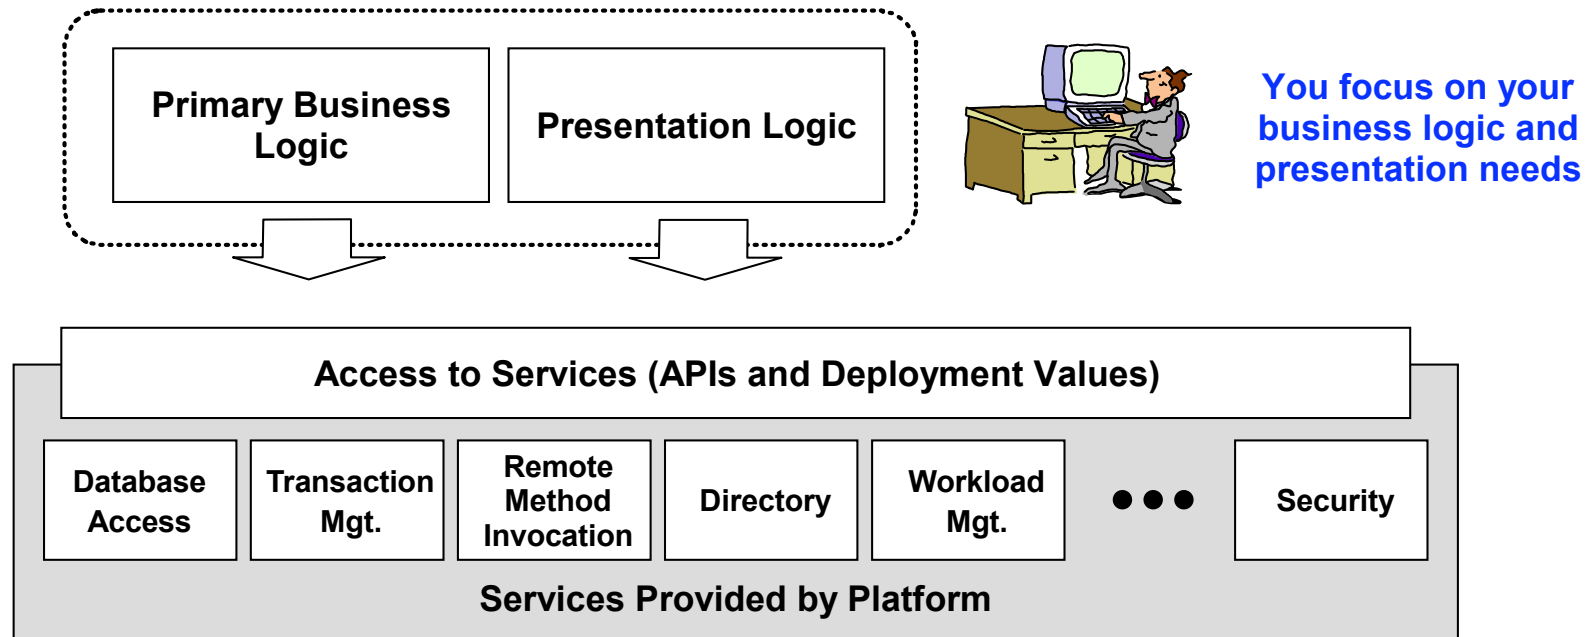 Primary Business
Logic
Presentation Logic
You focus on your
business logic and
presentation needs
Access to Services (APIs and Deployment Values)
Database
Access
Transaction
Mgt.
Remote
Method
Invocation
Directory
Workload
Mgt.
Security
Services Provided by Platform